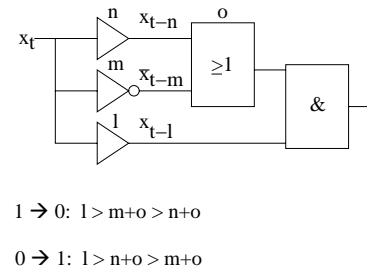 n x_{t–n} o
x_t
m x̄_{t–m} ≥1
&
l x_{t–l}
1 → 0: l > m+o > n+o
0 → 1: l > n+o > m+o